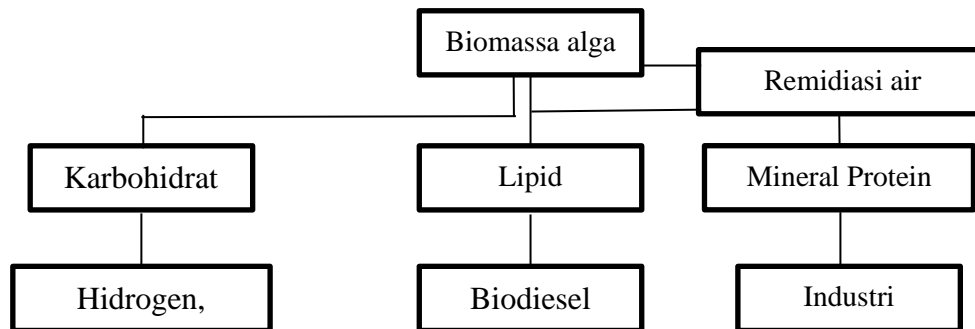 Biomassa alga
Remidiasi air
Karbohidrat
Lipid
Mineral Protein
Hidrogen,
Biodiesel
Industri